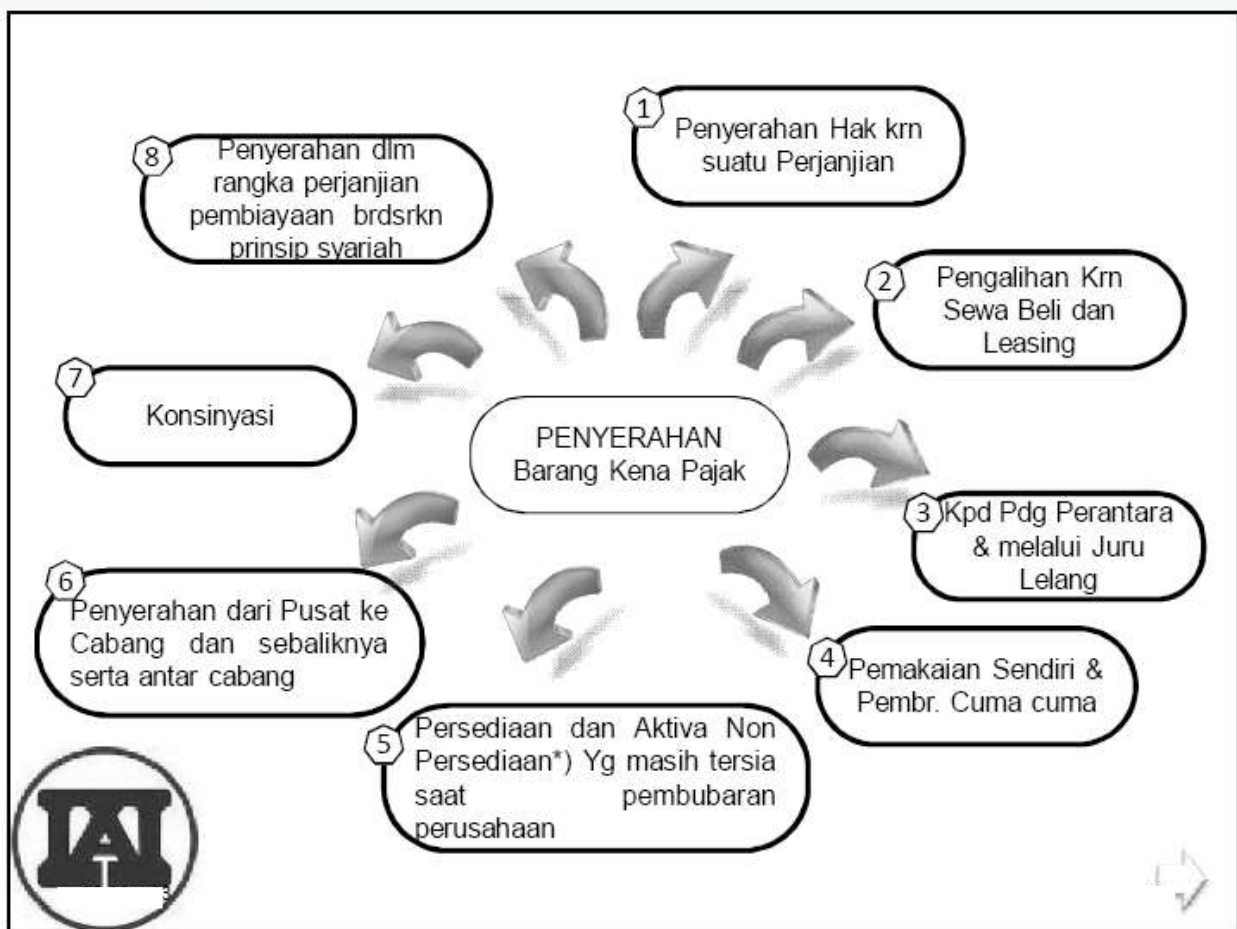 1
Penyerahan Hak krn
suatu Perjanjian
8
Penyerahan dlm
rangka perjanjian
pembiayaan brdsrkn
prinsip syariah
2
Pengalihan Krn
Sewa Beli dan
Leasing
7
Konsinyasi
PENYERAHAN
Barang Kena Pajak
3
Kpd Pdg Perantara
& melalui Juru
Lelang
6
Penyerahan dari Pusat ke
Cabang dan sebaliknya
serta antar cabang
4
Pemakaian Sendiri &
Pembr. Cuma cuma
5
Persediaan dan Aktiva Non
Persediaan*) Yg masih tersia
saat pembubaran
perusahaan
IAI
3